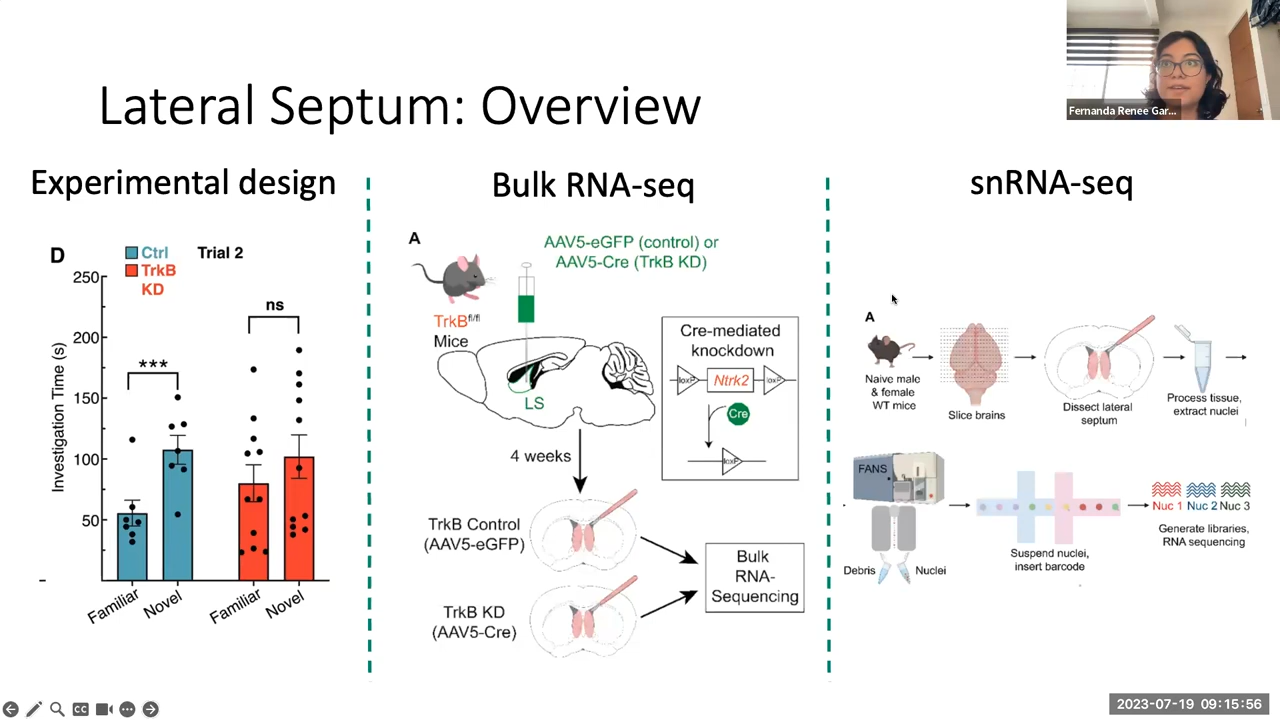 Fernanda Renee Gar...
Lateral Septum: Overview
Experimental design
D
Ctrl
TrkB
KD
Trial 2
250
200
150
100
50
Investigation Time (s)
***
ns
Familiar
Novel
Familiar
Novel
Bulk RNA-seq
A
AAV5-eGFP (control) or
AAV5-Cre (TrkB KD)
TrkBfl/fl
Mice
LS
Cre-mediated
knockdown
loxP
Ntrk2
loxP
Cre
loxP
4 weeks
TrkB Control
(AAV5-eGFP)
TrkB KD
(AAV5-Cre)
Bulk
RNA-
Sequencing
snRNA-seq
A
Naive male
& female
WT mice
Slice brains
Dissect lateral
septum
Process tissue,
extract nuclei
FANS
Debris
Nuclei
Suspend nuclei,
insert barcode
Nuc 1
Nuc 2
Nuc 3
Generate libraries,
RNA sequencing
CC
2023-07-19 09:15:56